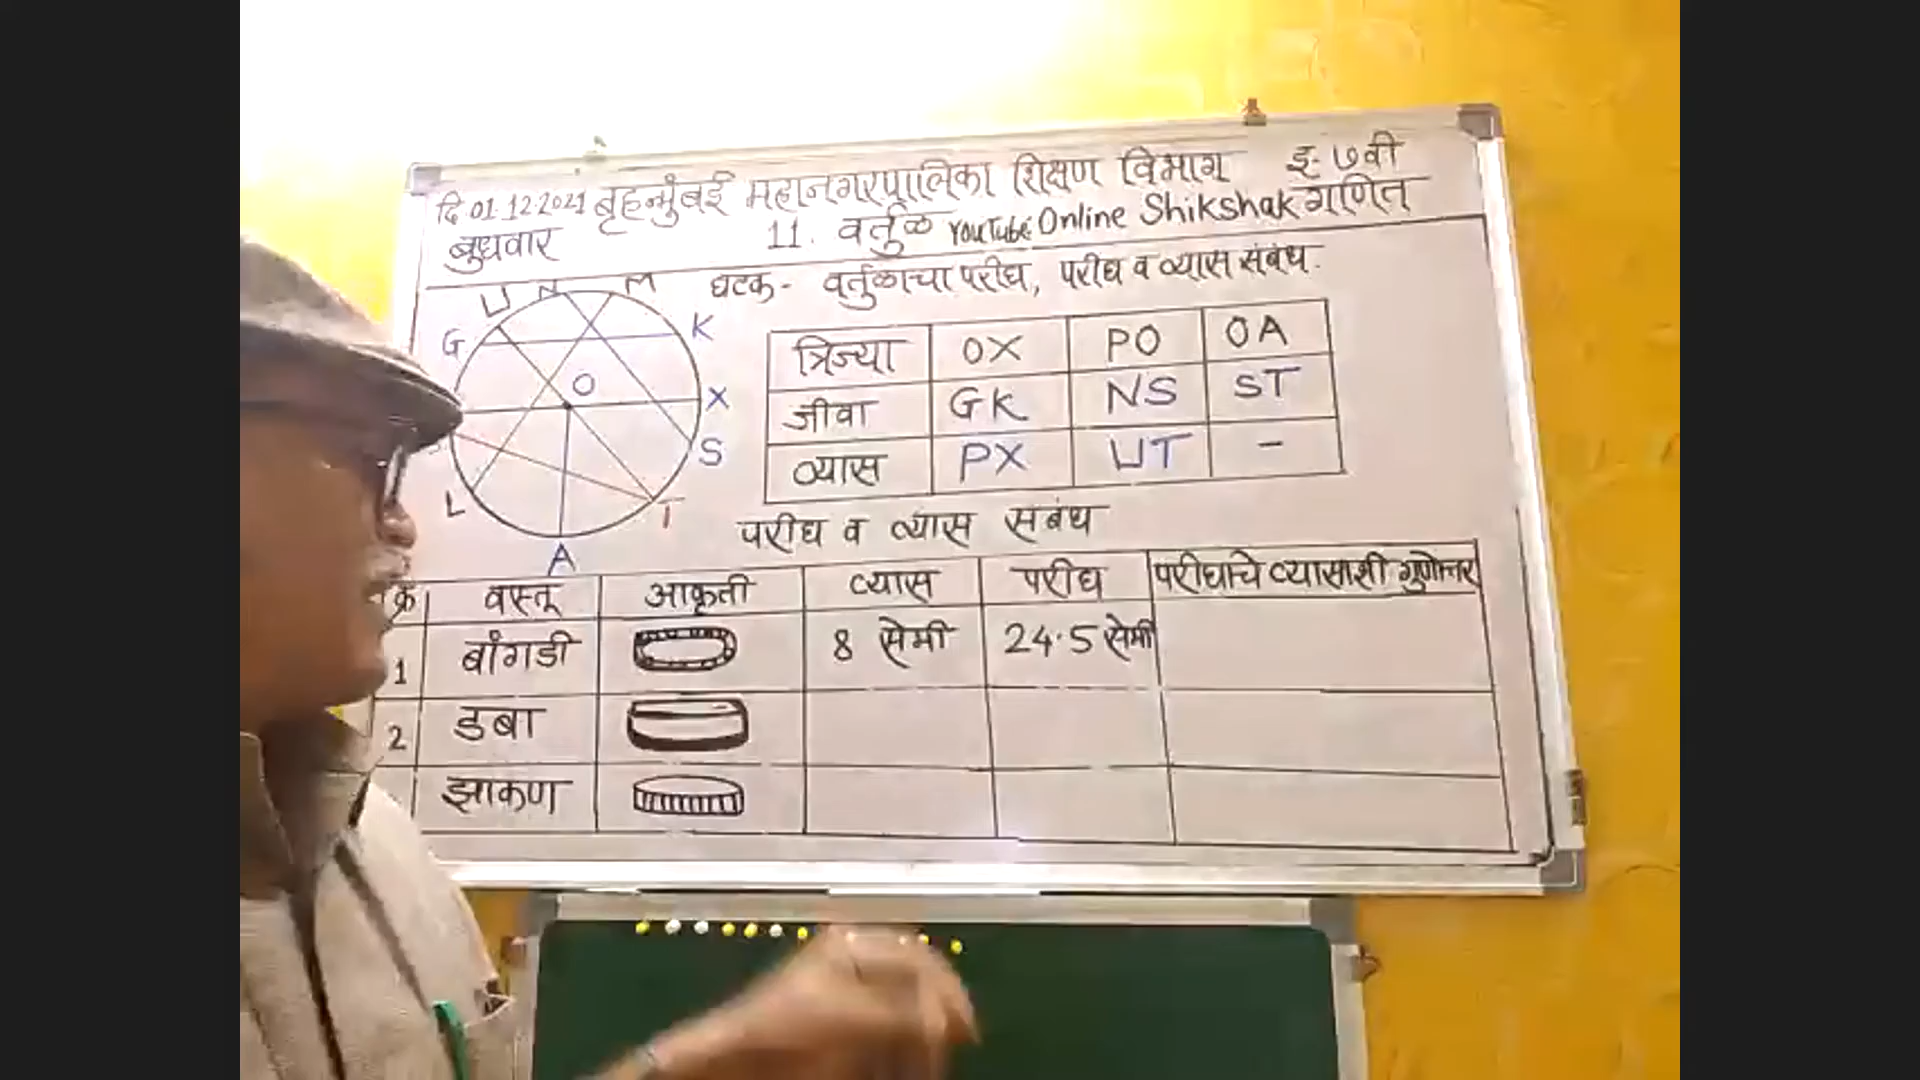 दि 01.12.2021 बृहन्मुंबई महानगरपालिका शिक्षण विभाग इ. ७वी
बुधवार 11. वर्तुळ YouTube: Online Shikshak गणित
घटक - वर्तुळाचा परीघ, परीघ व व्यास संबंध.
U N M
G K
O
X
S
L T
A
त्रिज्या OX PO OA
जीवा GK NS ST
व्यास PX UT -
परीघ व व्यास संबंध
क्र वस्तू आकृती व्यास परीघ परीघाचे व्यासाशी गुणोत्तर
1 बांगडी 8 सेमी 24.5 सेमी
2 डबा
झाकण